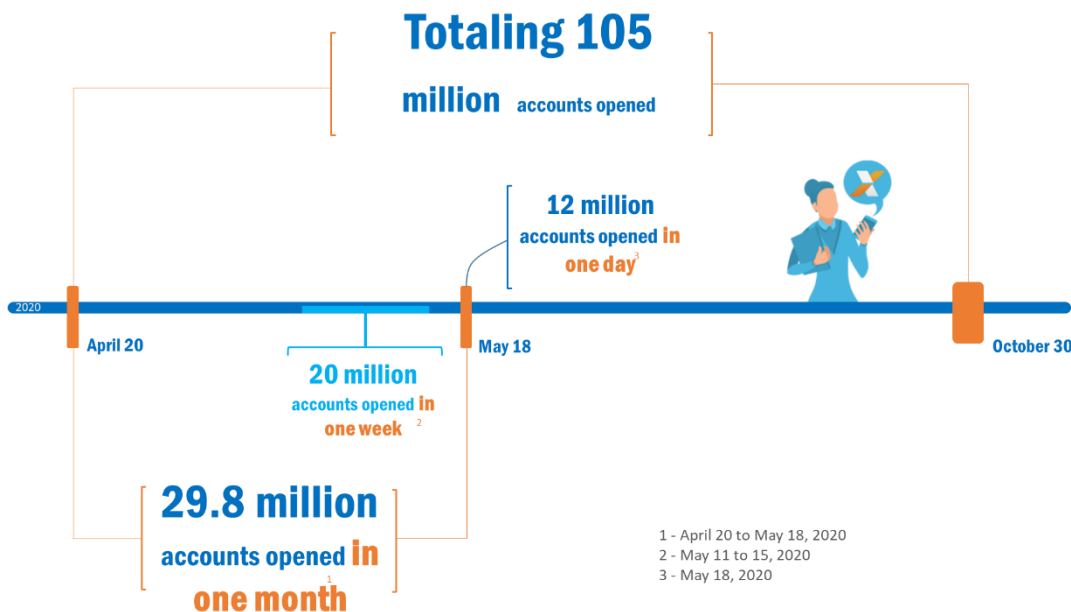 Totaling 105
million accounts opened
12 million
accounts opened in
one day3
2020
April 20
May 18
October 30
20 million
accounts opened in
one week 2
29.8 million
accounts opened in
1
one month
1 - April 20 to May 18, 2020
2 - May 11 to 15, 2020
3 - May 18, 2020